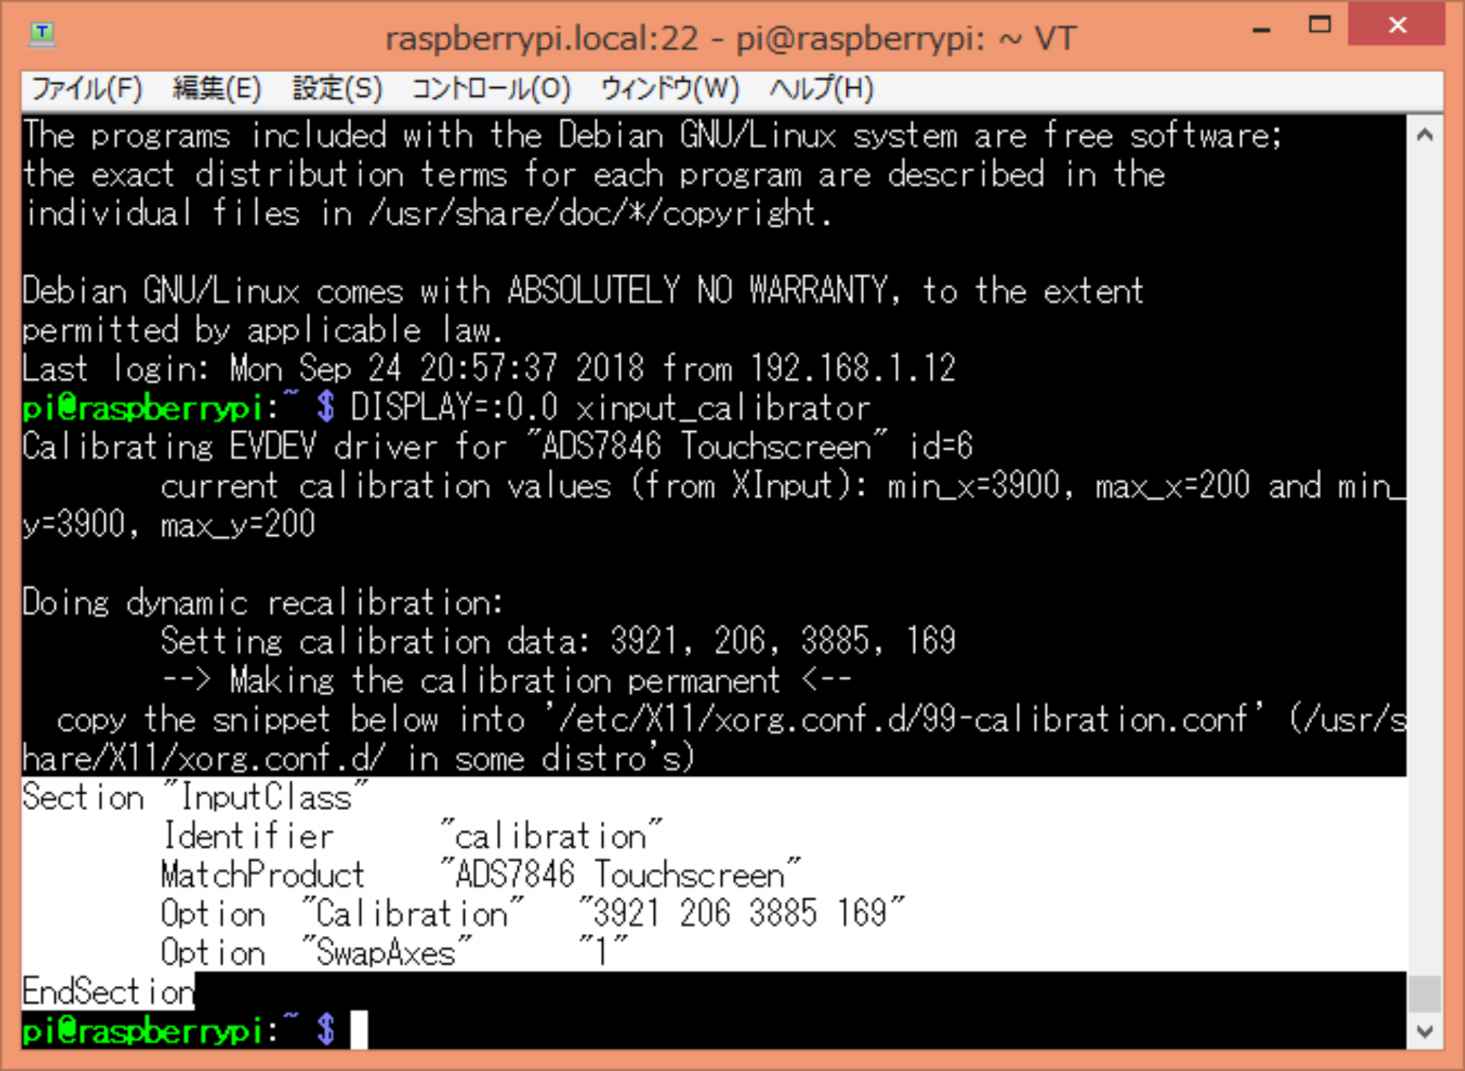 raspberrypi.local:22 - pi@raspberrypi: ~ VT
ファイル(F) 編集(E) 設定(S) コントロール(O) ウィンドウ(W) ヘルプ(H)
The programs included with the Debian GNU/Linux system are free software;
the exact distribution terms for each program are described in the
individual files in /usr/share/doc/*/copyright.
Debian GNU/Linux comes with ABSOLUTELY NO WARRANTY, to the extent
permitted by applicable law.
Last login: Mon Sep 24 20:57:37 2018 from 192.168.1.12
pi@raspberrypi:~ $ DISPLAY=:0.0 xinput_calibrator
Calibrating EVDEV driver for "ADS7846 Touchscreen" id=6
current calibration values (from XInput): min_x=3900, max_x=200 and min_
y=3900, max_y=200
Doing dynamic recalibration:
Setting calibration data: 3921, 206, 3885, 169
--> Making the calibration permanent <--
copy the snippet below into '/etc/X11/xorg.conf.d/99-calibration.conf' (/usr/s
hare/X11/xorg.conf.d/ in some distro's)
Section "InputClass"
Identifier "calibration"
MatchProduct "ADS7846 Touchscreen"
Option "Calibration" "3921 206 3885 169"
Option "SwapAxes" "1"
EndSection
pi@raspberrypi:~ $